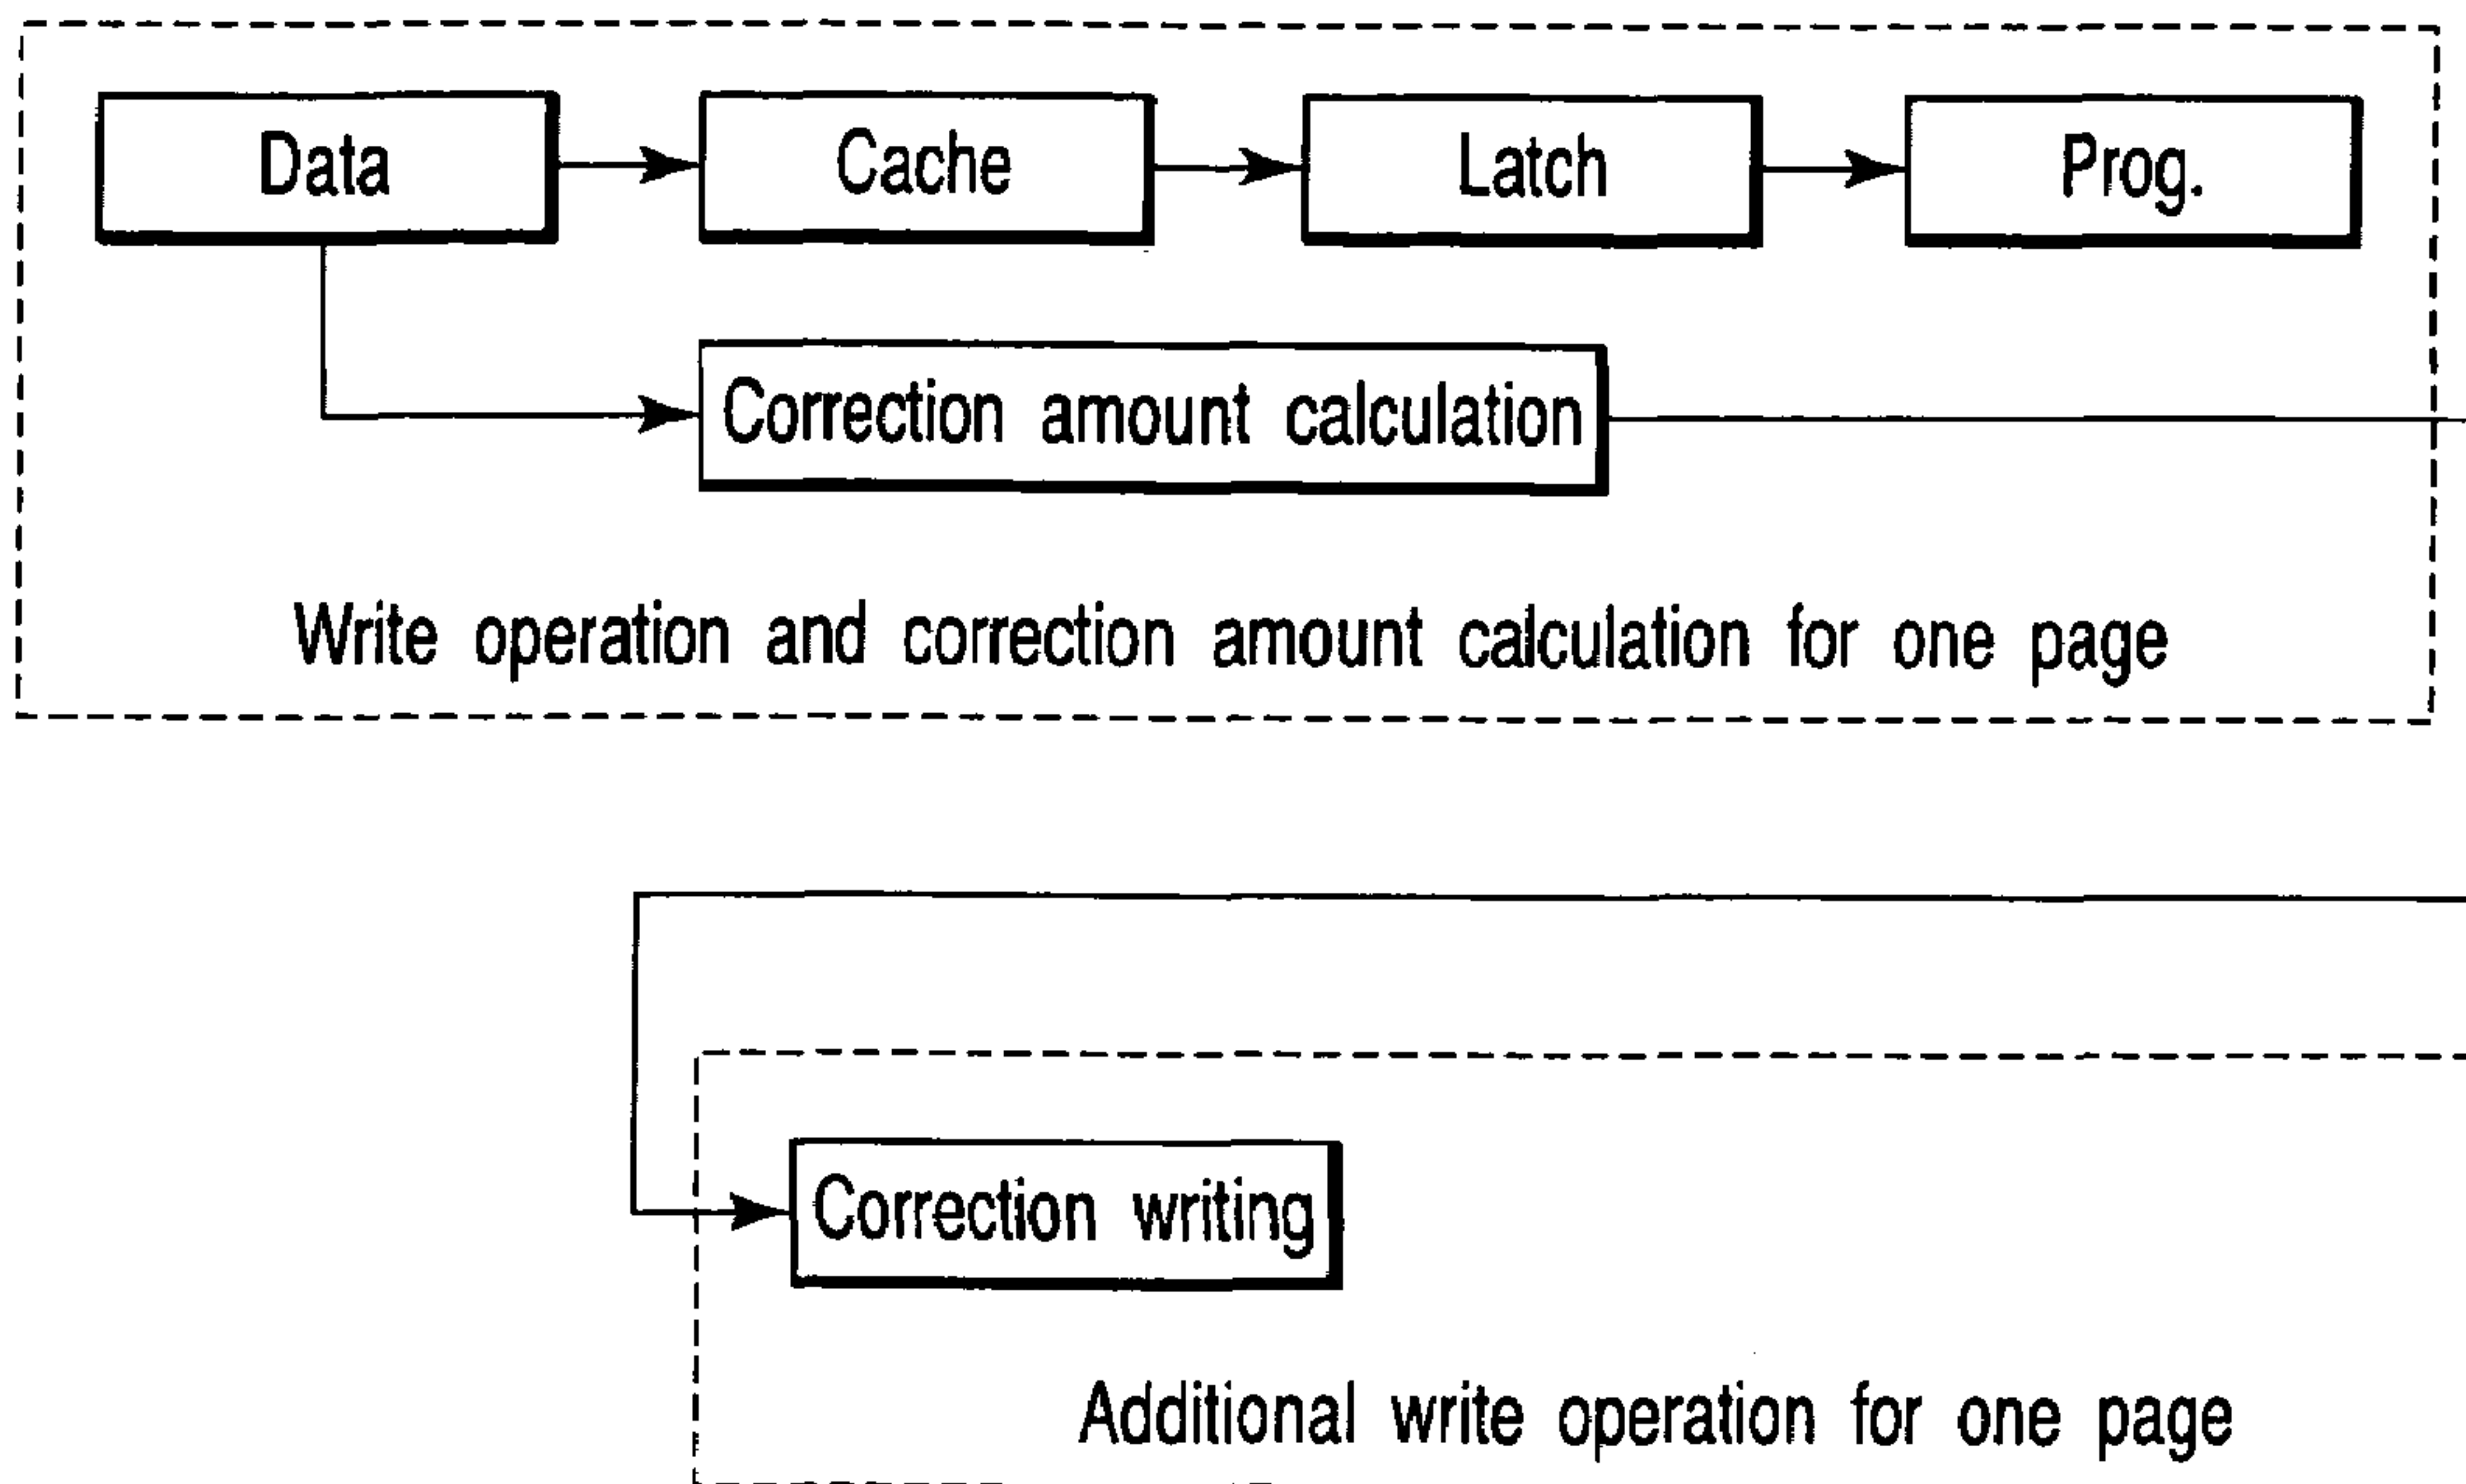 Data
Cache
Latch
Prog.
Correction amount calculation
Write operation and correction amount calculation for one page
Correction writing
Additional write operation for one page